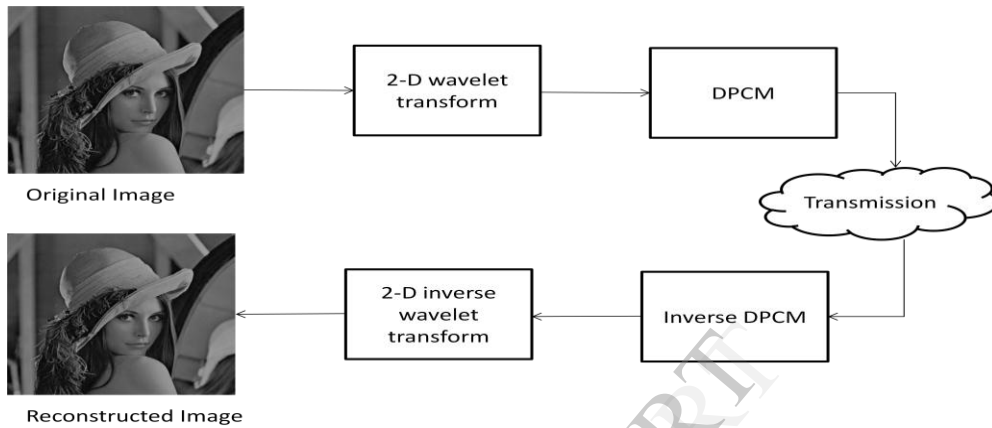 2-D wavelet
transform
DPCM
Original Image
Transmission
2-D inverse
wavelet
transform
Inverse DPCM
Reconstructed Image